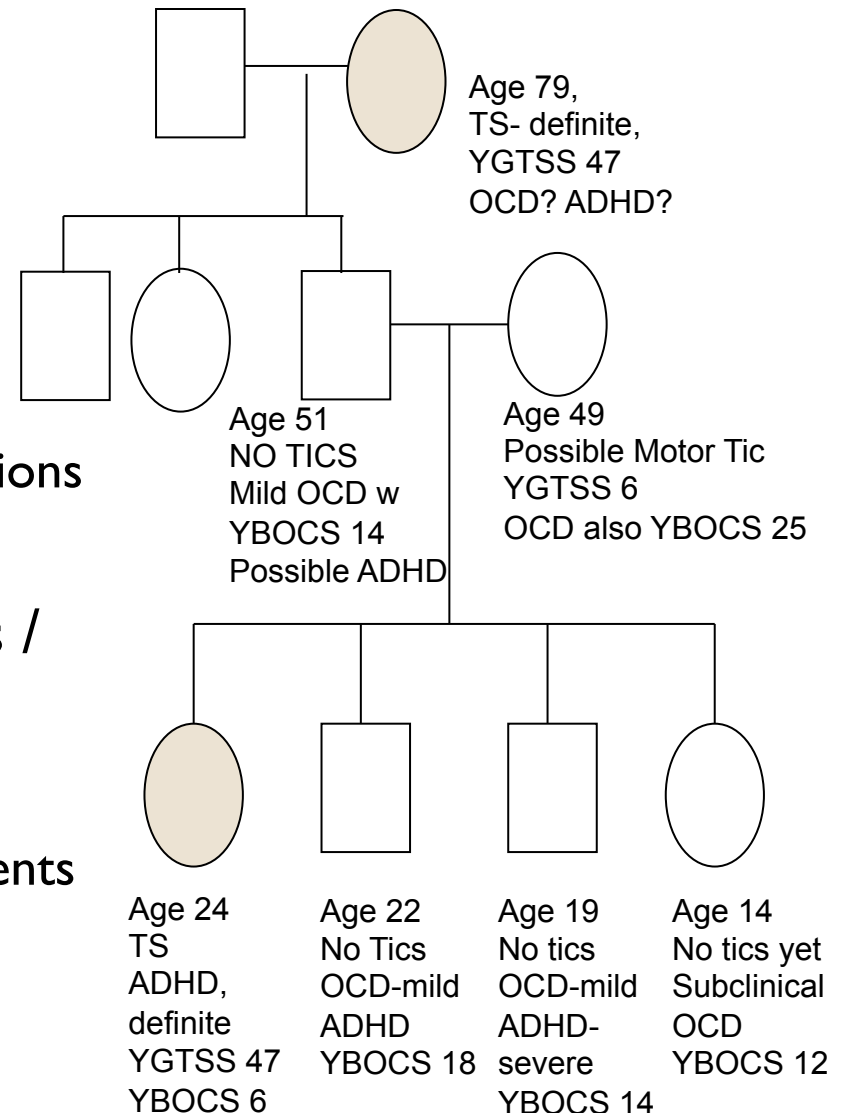 Age 79,
TS- definite,
YGTSS 47
OCD? ADHD?
Age 51
NO TICS
Mild OCD w
YBOCS 14
Possible ADHD
Age 49
Possible Motor Tic
YGTSS 6
OCD also YBOCS 25
ions
s /
ents
Age 24
TS
ADHD,
definite
YGTSS 47
YBOCS 6
Age 22
No Tics
OCD-mild
ADHD
YBOCS 18
Age 19
No tics
OCD-mild
ADHD-
severe
YBOCS 14
Age 14
No tics yet
Subclinical
OCD
YBOCS 12